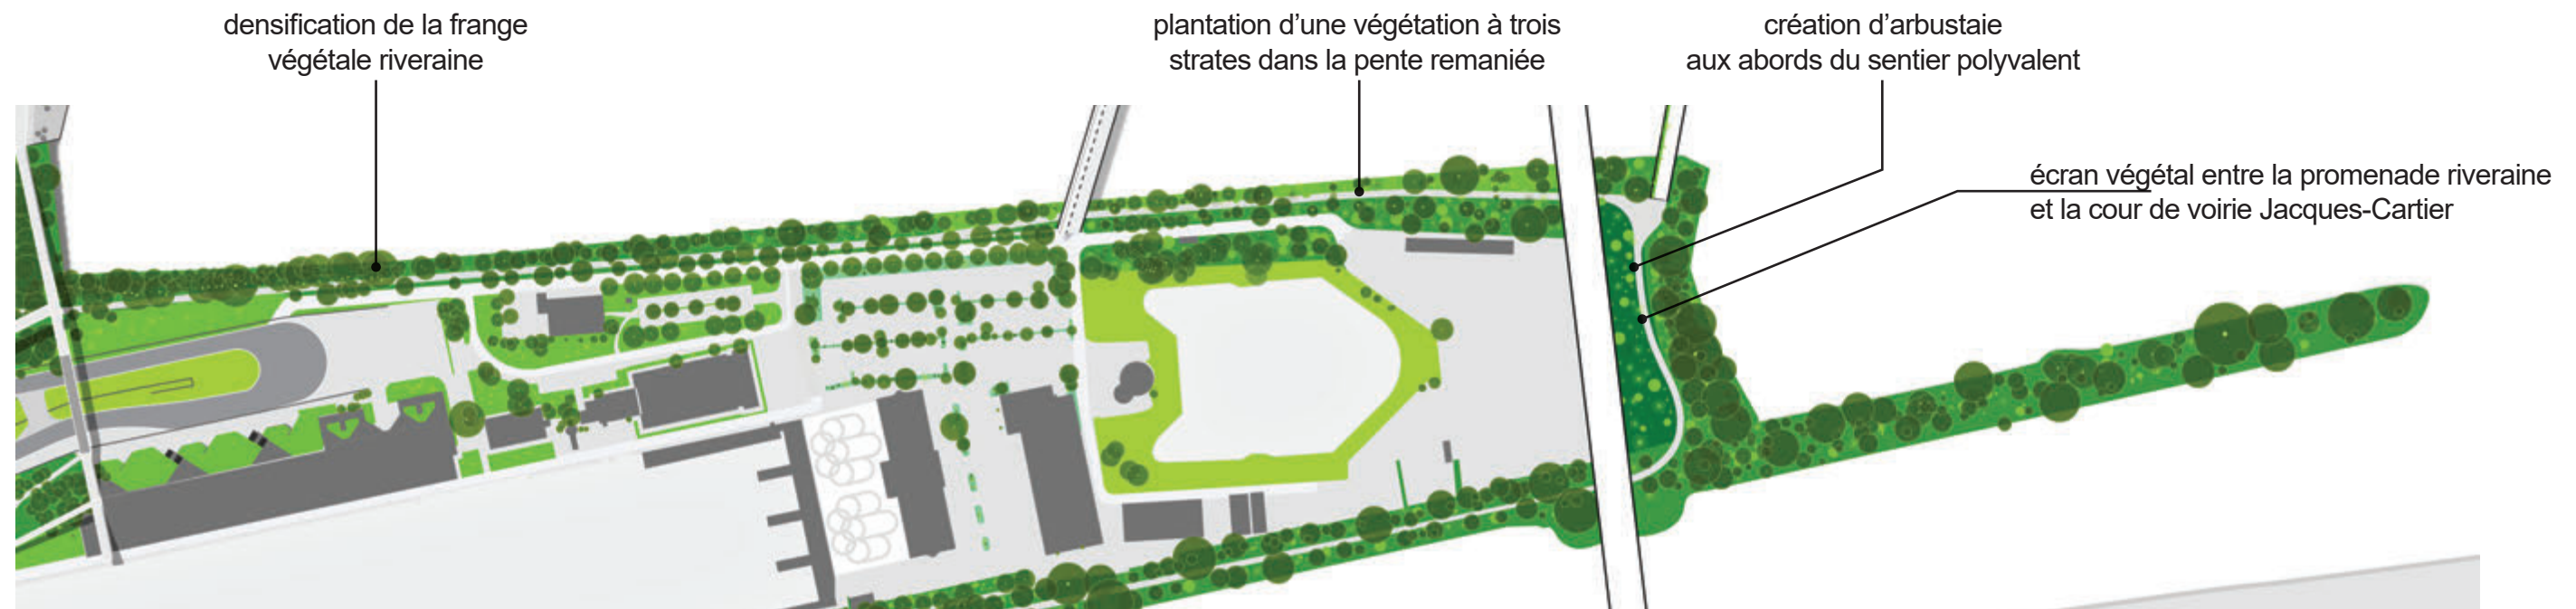 densification de la frange
végétale riveraine
plantation d’une végétation à trois
strates dans la pente remaniée
création d’arbustaie
aux abords du sentier polyvalent
écran végétal entre la promenade riveraine
et la cour de voirie Jacques-Cartier